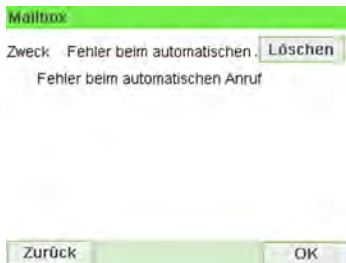 Mailbox
Zweck Fehler beim automatischen . Löschen
Fehler beim automatischen Anruf
Zurück OK